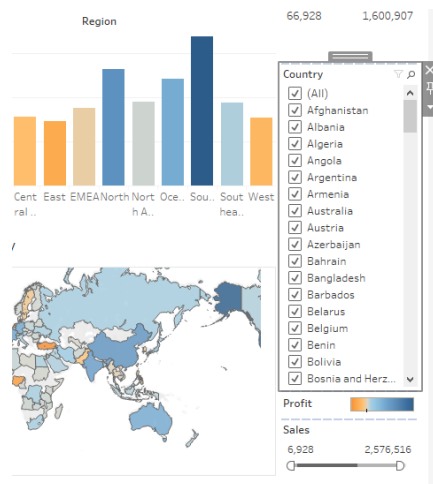 Region
66,928 1,600,907
Country
(All)
Afghanistan
Albania
Algeria
Angola
Argentina
Armenia
Australia
Austria
Azerbaijan
Bahrain
Bangladesh
Barbados
Belarus
Belgium
Benin
Bolivia
Bosnia and Herz...
Cent East EMEA North Nort Oce.. Sou.. Sout West
ral .. h A.. hea..
y
Profit
Sales
6,928 2,576,516